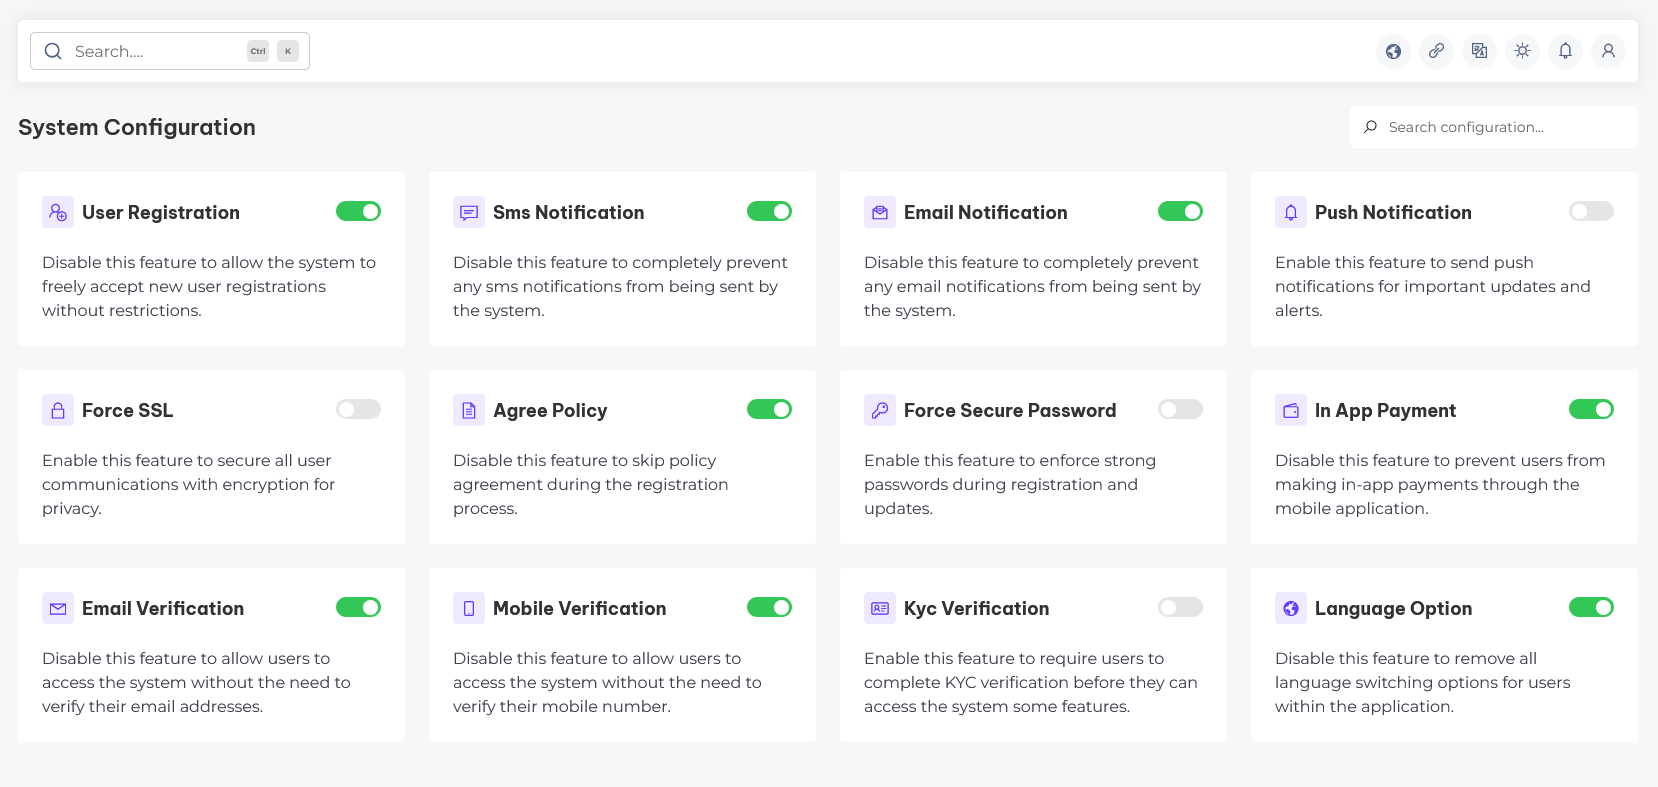 Search.... Ctrl K
System Configuration
Search configuration...
User Registration
Disable this feature to allow the system to
freely accept new user registrations
without restrictions.
Sms Notification
Disable this feature to completely prevent
any sms notifications from being sent by
the system.
Email Notification
Disable this feature to completely prevent
any email notifications from being sent by
the system.
Push Notification
Enable this feature to send push
notifications for important updates and
alerts.
Force SSL
Enable this feature to secure all user
communications with encryption for
privacy.
Agree Policy
Disable this feature to skip policy
agreement during the registration
process.
Force Secure Password
Enable this feature to enforce strong
passwords during registration and
updates.
In App Payment
Disable this feature to prevent users from
making in-app payments through the
mobile application.
Email Verification
Disable this feature to allow users to
access the system without the need to
verify their email addresses.
Mobile Verification
Disable this feature to allow users to
access the system without the need to
verify their mobile number.
Kyc Verification
Enable this feature to require users to
complete KYC verification before they can
access the system some features.
Language Option
Disable this feature to remove all
language switching options for users
within the application.